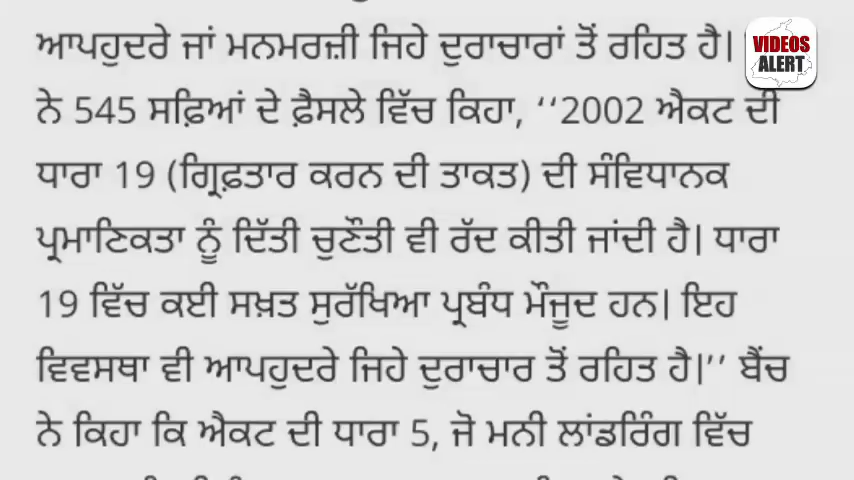 ਆਪਹੁਦਰੇ ਜਾਂ ਮਨਮਰਜ਼ੀ ਜਿਹੇ ਦੁਰਾਚਾਰਾਂ ਤੋਂ ਰਹਿਤ ਹੈ।
VIDEOS
ALERT
ਨੇ 545 ਸਫ਼ਿਆਂ ਦੇ ਫ਼ੈਸਲੇ ਵਿੱਚ ਕਿਹਾ, ‘‘2002 ਐਕਟ ਦੀ
ਧਾਰਾ 19 (ਗ੍ਰਿਫ਼ਤਾਰ ਕਰਨ ਦੀ ਤਾਕਤ) ਦੀ ਸੰਵਿਧਾਨਕ
ਪ੍ਰਮਾਣਿਕਤਾ ਨੂੰ ਦਿੱਤੀ ਚੁਣੌਤੀ ਵੀ ਰੱਦ ਕੀਤੀ ਜਾਂਦੀ ਹੈ। ਧਾਰਾ
19 ਵਿੱਚ ਕਈ ਸਖ਼ਤ ਸੁਰੱਖਿਆ ਪ੍ਰਬੰਧ ਮੌਜੂਦ ਹਨ। ਇਹ
ਵਿਵਸਥਾ ਵੀ ਆਪਹੁਦਰੇ ਜਿਹੇ ਦੁਰਾਚਾਰ ਤੋਂ ਰਹਿਤ ਹੈ।’’ ਬੈਂਚ
ਨੇ ਕਿਹਾ ਕਿ ਐਕਟ ਦੀ ਧਾਰਾ 5, ਜੋ ਮਨੀ ਲਾਂਡਰਿੰਗ ਵਿੱਚ